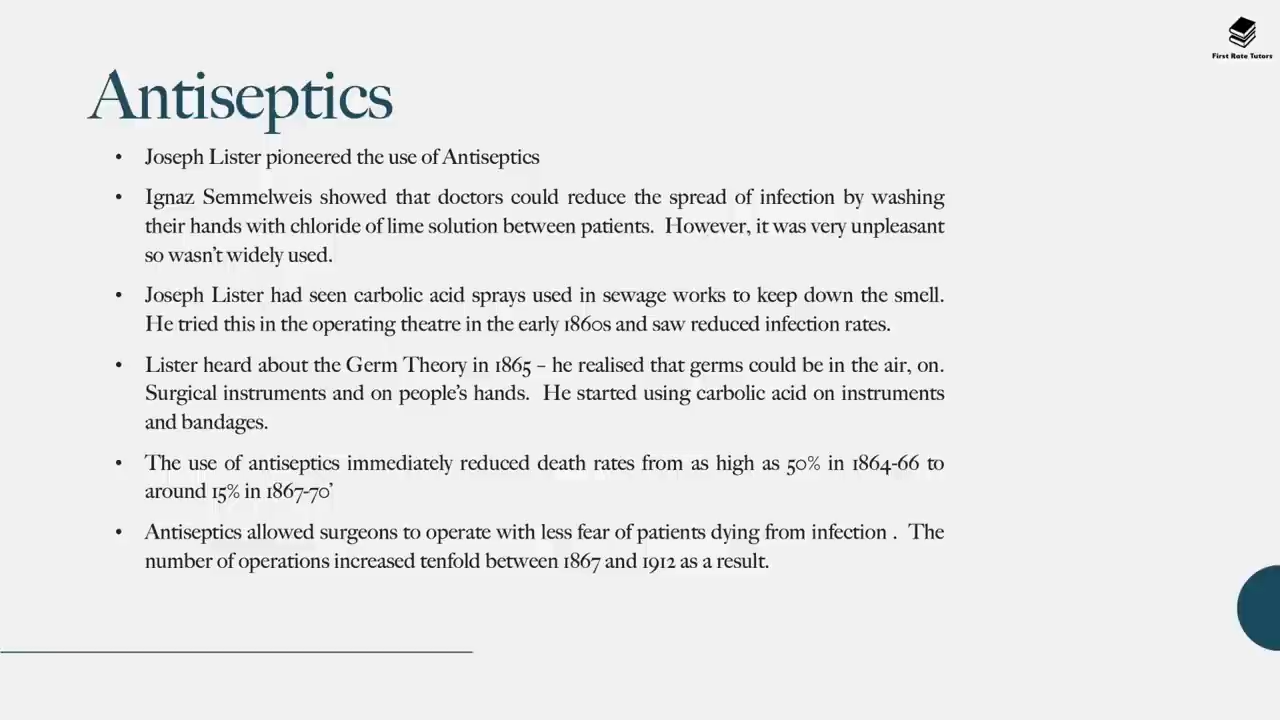 First Rate Tutors
Antiseptics
• Joseph Lister pioneered the use of Antiseptics
• Ignaz Semmelweis showed that doctors could reduce the spread of infection by washing
their hands with chloride of lime solution between patients. However, it was very unpleasant
so wasn't widely used.
• Joseph Lister had seen carbolic acid sprays used in sewage works to keep down the smell.
He tried this in the operating theatre in the early 1860s and saw reduced infection rates.
• Lister heard about the Germ Theory in 1865 – he realised that germs could be in the air, on.
Surgical instruments and on people's hands. He started using carbolic acid on instruments
and bandages.
• The use of antiseptics immediately reduced death rates from as high as 50% in 1864-66 to
around 15% in 1867-70'
• Antiseptics allowed surgeons to operate with less fear of patients dying from infection . The
number of operations increased tenfold between 1867 and 1912 as a result.